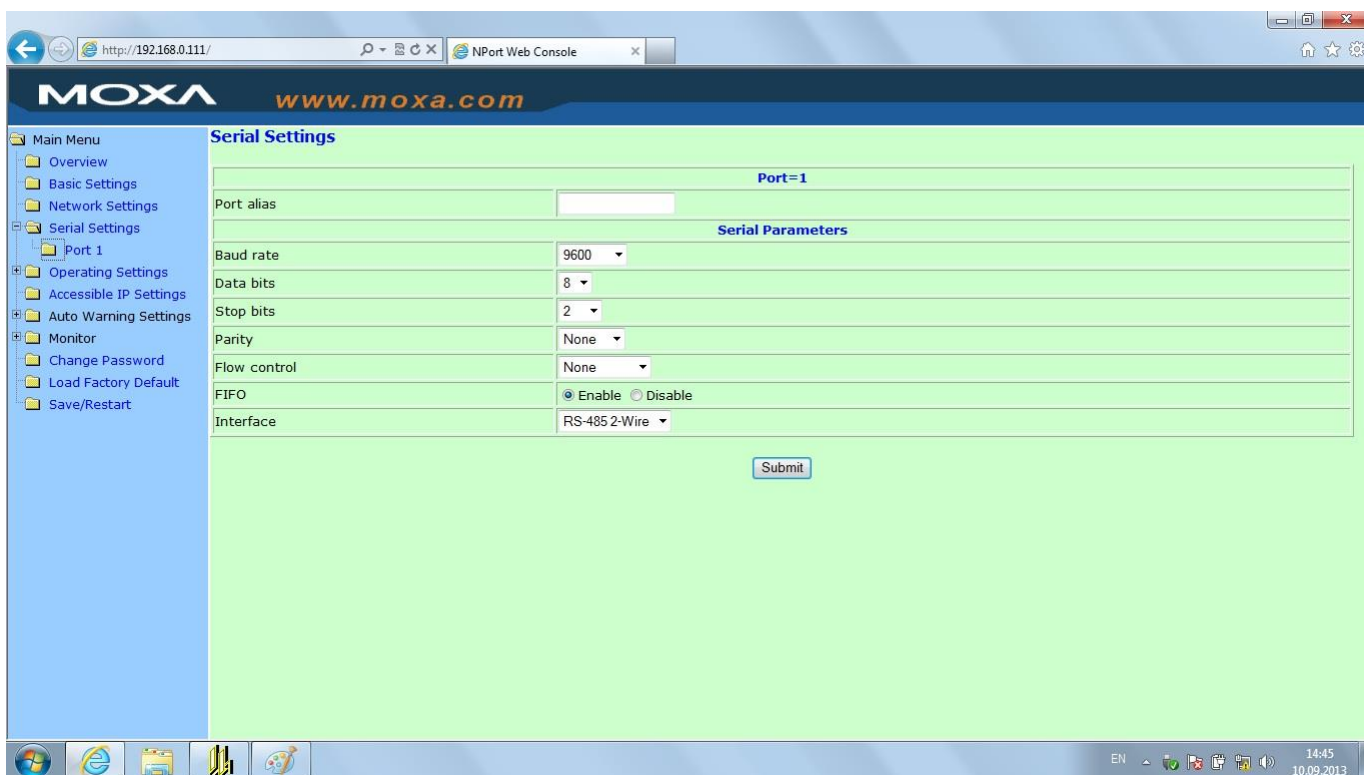 http://192.168.0.111/
NPort Web Console
MOXA www.moxa.com
Main Menu
Overview
Basic Settings
Network Settings
Serial Settings
Port 1
Operating Settings
Accessible IP Settings
Auto Warning Settings
Monitor
Change Password
Load Factory Default
Save/Restart
Serial Settings
Port=1
Port alias
Serial Parameters
Baud rate 9600
Data bits 8
Stop bits 2
Parity None
Flow control None
FIFO Enable Disable
Interface RS-485 2-Wire
Submit
EN 14:45
10.09.2013